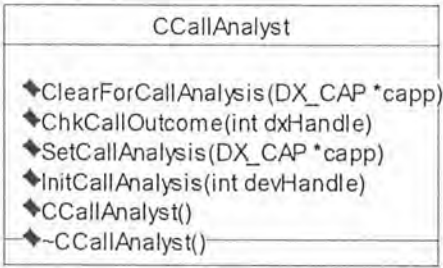 CCallAnalyst
ClearForCallAnalysis(DX_CAP *capp)
ChkCallOutcome(int dxHandle)
SetCallAnalysis(DX_CAP *capp)
InitCallAnalysis(int devHandle)
CCallAnalyst()
~CCallAnalyst()